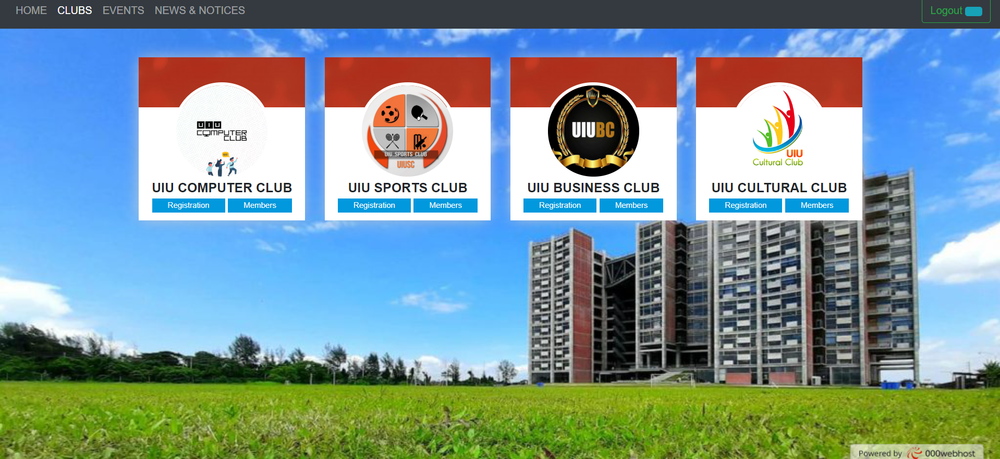 HOME CLUBS EVENTS NEWS & NOTICES Logout
UIU
COMPUTER
CLUB
GO!
UIU COMPUTER CLUB
Registration Members
UIU SPORTS CLUB
UIUSC
UIU SPORTS CLUB
Registration Members
UIUBC
UIU BUSINESS CLUB
Registration Members
UIU
Cultural Club
UIU CULTURAL CLUB
Registration Members
Powered by 000webhost